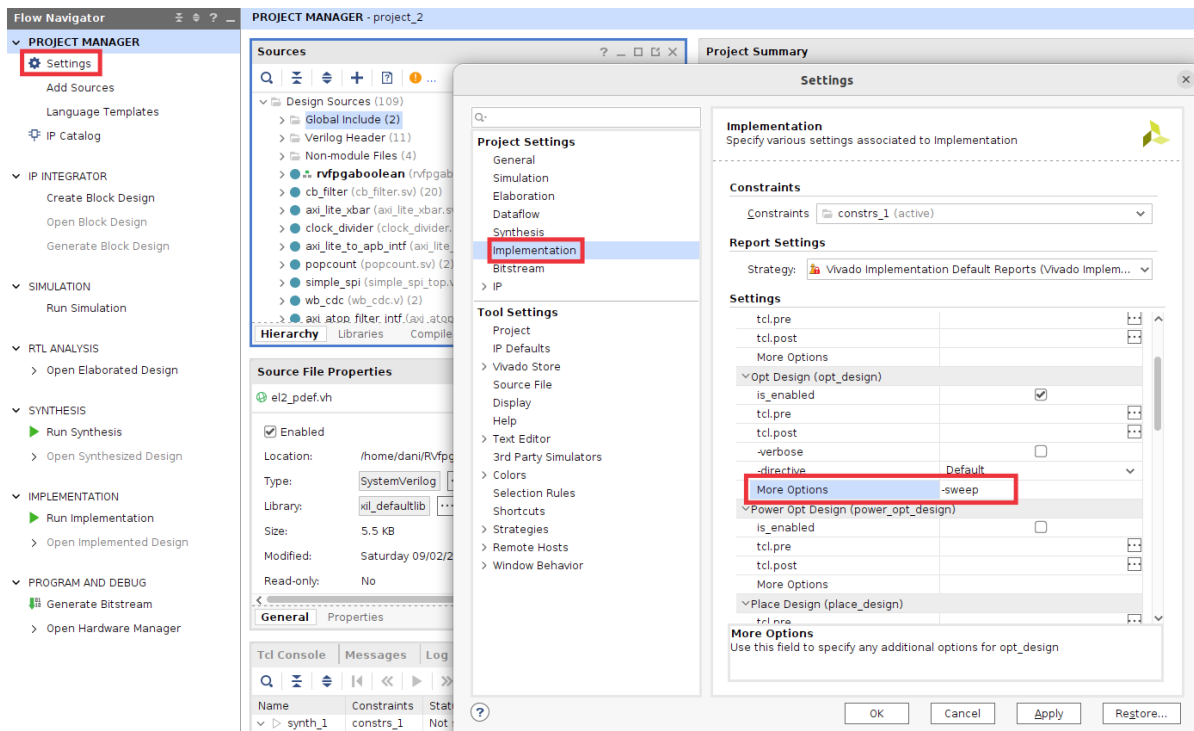 Flow Navigator
PROJECT MANAGER - project_2
PROJECT MANAGER
Settings
Add Sources
Language Templates
IP Catalog
IP INTEGRATOR
Create Block Design
Open Block Design
Generate Block Design
SIMULATION
Run Simulation
RTL ANALYSIS
Open Elaborated Design
SYNTHESIS
Run Synthesis
Open Synthesized Design
IMPLEMENTATION
Run Implementation
Open Implemented Design
PROGRAM AND DEBUG
Generate Bitstream
Open Hardware Manager
Sources
Design Sources (109)
Global Include (2)
Verilog Header (11)
Non-module Files (4)
rvfpgaboolean (rvfpgab
cb_filter (cb_filter.sv) (20)
axi_lite_xbar (axi_lite_xbar.s
clock_divider (clock_divider.
axi_lite_to_apb_intf (axi_lite
popcount (popcount.sv) (2)
simple_spi (simple_spi_top.v
wb_cdc (wb_cdc.v) (2)
axi_atop_filter_intf (axi_atop
Hierarchy Libraries Compile
Source File Properties
el2_pdef.vh
Enabled
Location: /home/dani/RVfpg
Type: SystemVerilog
Library: xil_defaultlib
Size: 5.5 KB
Modified: Saturday 09/02/2
Read-only: No
General Properties
Tcl Console Messages Log
Name Constraints Stat
synth_1 constrs_1 Not
Project Summary
Settings
Project Settings
General
Simulation
Elaboration
Dataflow
Synthesis
Implementation
Bitstream
IP
Tool Settings
Project
IP Defaults
Vivado Store
Source File
Display
Help
Text Editor
3rd Party Simulators
Colors
Selection Rules
Shortcuts
Strategies
Remote Hosts
Window Behavior
Implementation
Specify various settings associated to Implementation
Constraints
Constraints constrs_1 (active)
Report Settings
Strategy: Vivado Implementation Default Reports (Vivado Implem...
Settings
tcl.pre
tcl.post
More Options
Opt Design (opt_design)
is_enabled
tcl.pre
tcl.post
-verbose
-directive Default
More Options -sweep
Power Opt Design (power_opt_design)
is_enabled
tcl.pre
tcl.post
More Options
Place Design (place_design)
tcl.pre
More Options
Use this field to specify any additional options for opt_design
OK Cancel Apply Restore...